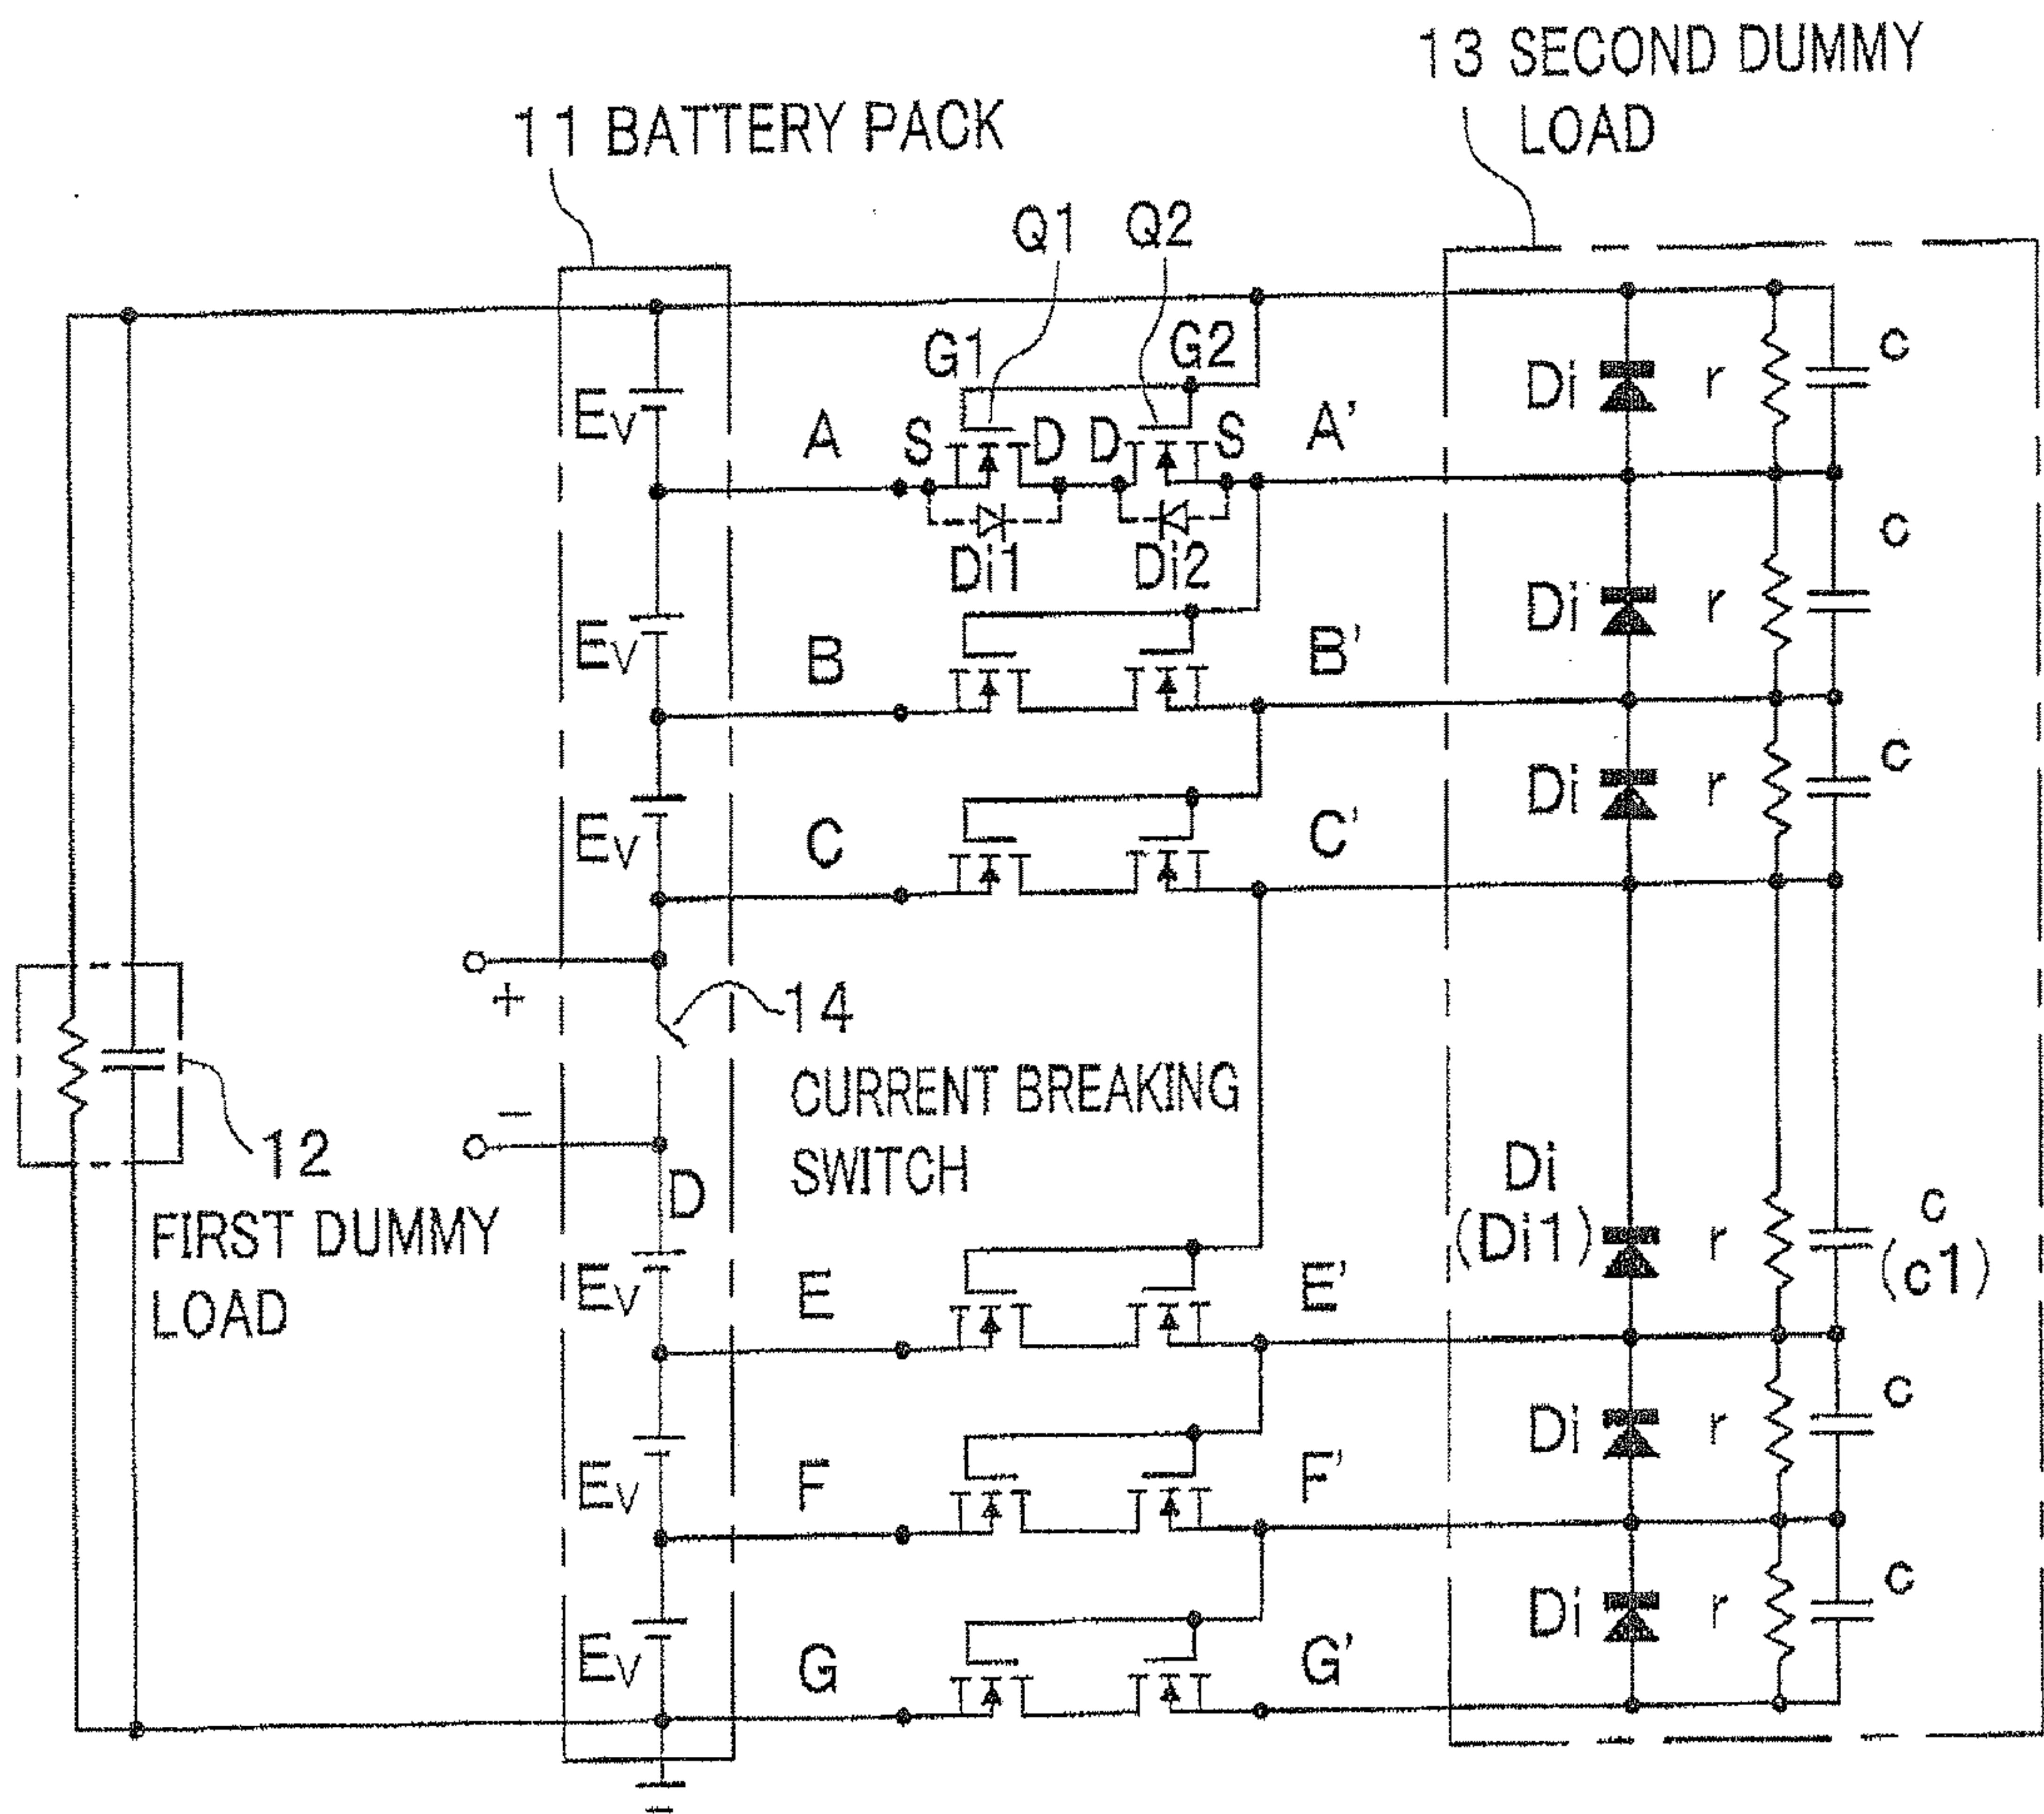 13 SECOND DUMMY
LOAD
11 BATTERY PACK
Q1 Q2
G1 G2
EV A S D D S A' Di r c
Di1 Di2
c
EV B B' Di r
c
EV C C' Di r
+
14
CURRENT BREAKING
SWITCH
−
12
FIRST DUMMY
LOAD
D
Di
(Di1) r c
(c1)
EV E E'
c
EV F F' Di r
c
EV G G' Di r